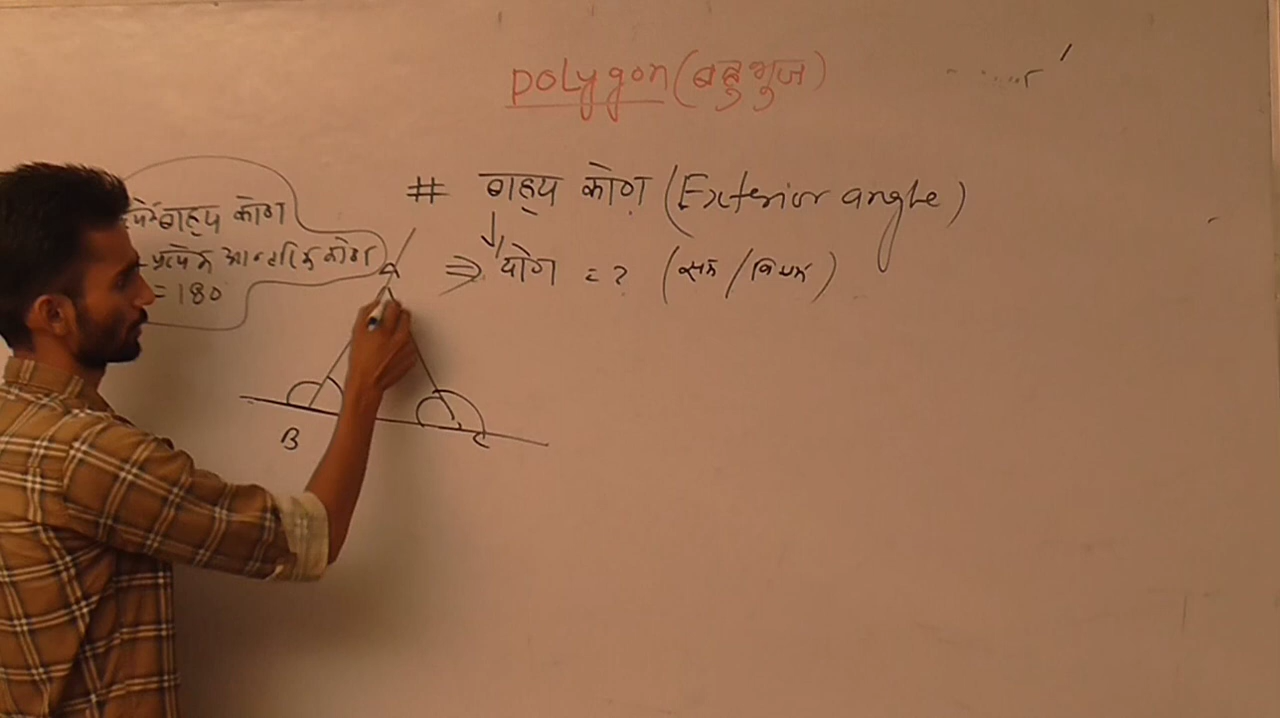 polygon (बहुभुज)
# बाह्य कोण (Exterior angle)
⇒ योग = ? (सम / विषम)
बाह्य कोण
प्रत्येक आन्तरिक कोण
= 180
B
C